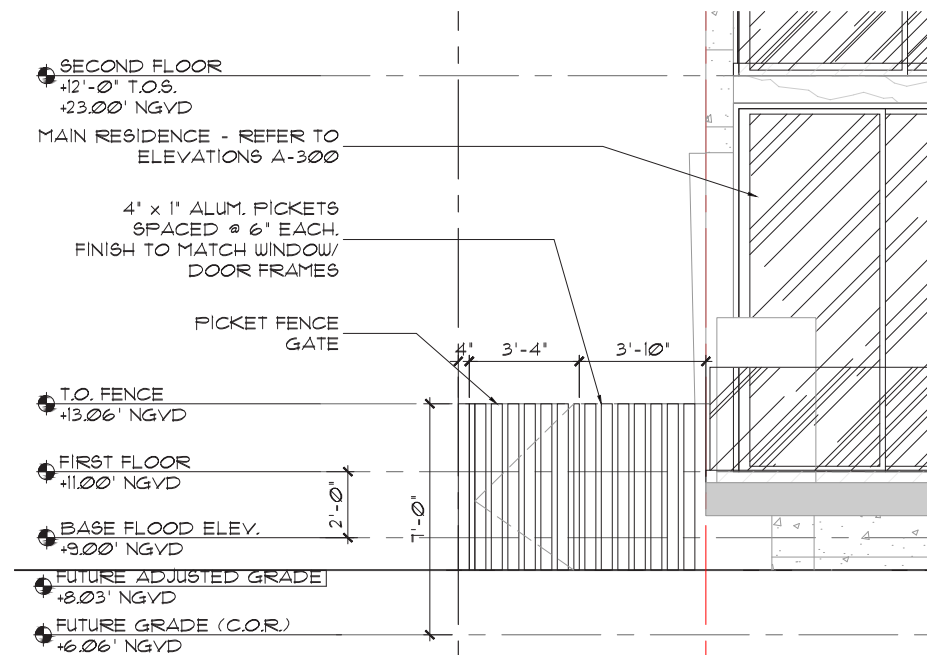 SECOND FLOOR
+12'-0" T.O.S.
+23.00' NGVD
MAIN RESIDENCE - REFER TO
ELEVATIONS A-300
4" x 1" ALUM. PICKETS
SPACED @ 6" EACH.
FINISH TO MATCH WINDOW/
DOOR FRAMES
PICKET FENCE
GATE
4"
3'-4"
3'-10"
T.O. FENCE
+13.06' NGVD
FIRST FLOOR
+11.00' NGVD
2'-0"
7'-0"
BASE FLOOD ELEV.
+9.00' NGVD
FUTURE ADJUSTED GRADE
+8.03' NGVD
FUTURE GRADE (C.O.R.)
+6.06' NGVD